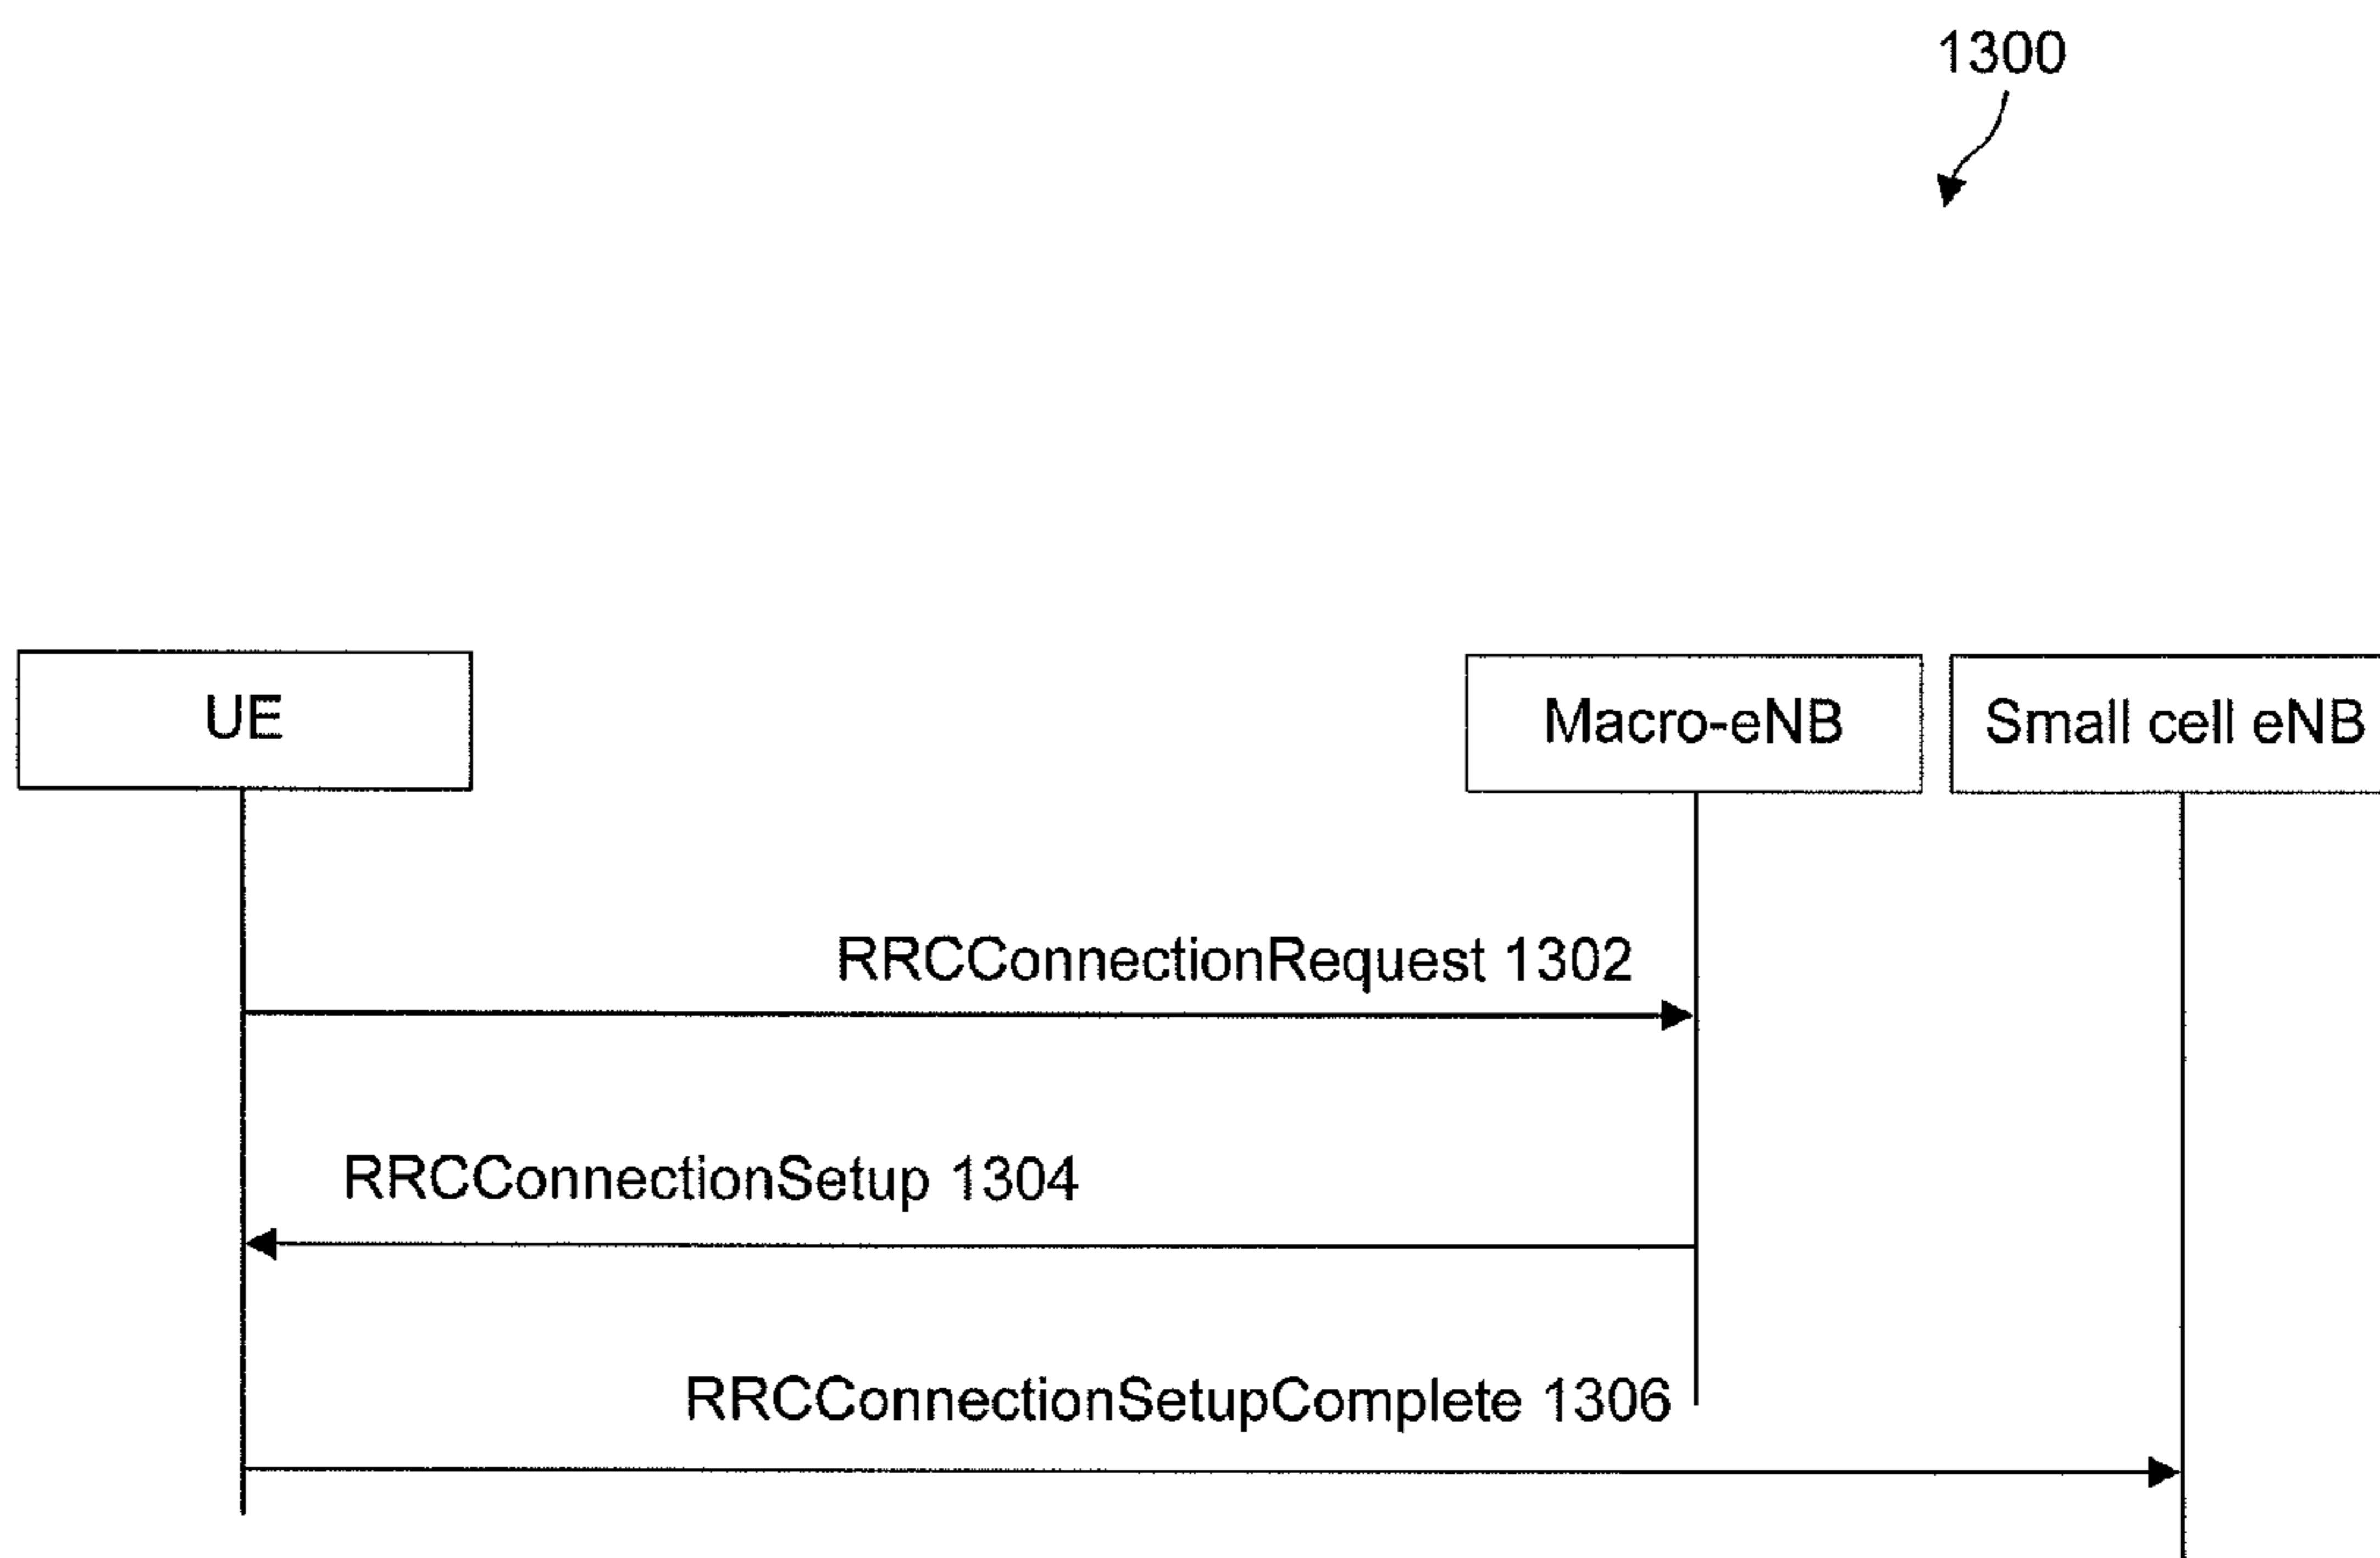 1300
UE
Macro-eNB
Small cell eNB
RRCConnectionRequest 1302
RRCConnectionSetup 1304
RRCConnectionSetupComplete 1306